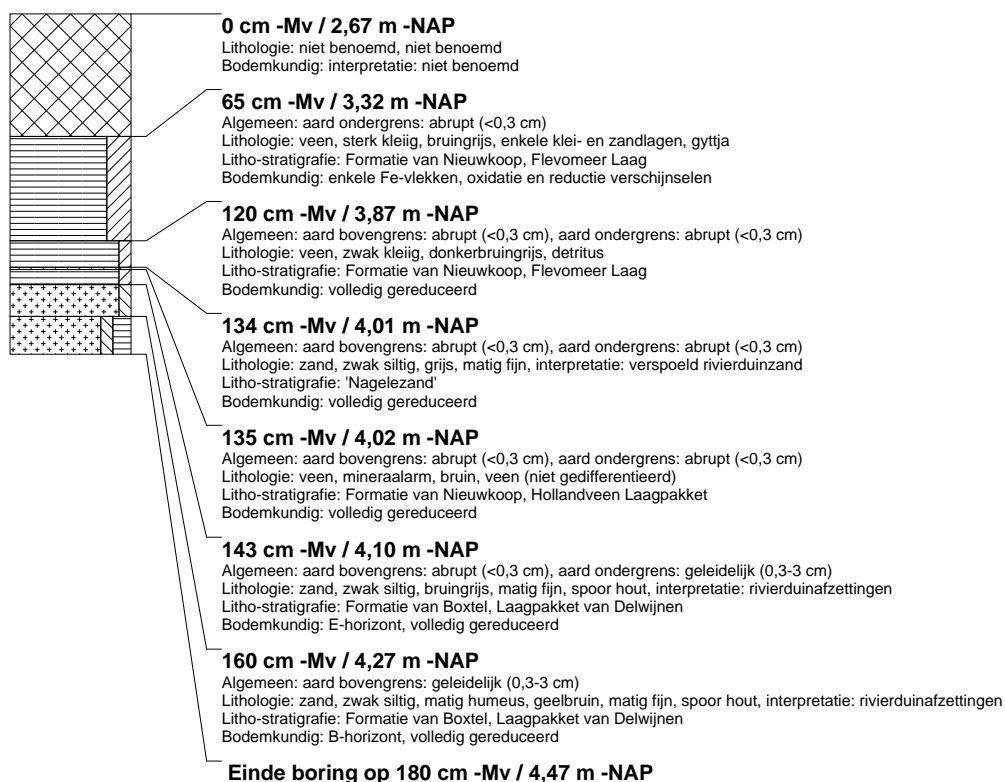 0 cm -Mv / 2,67 m -NAP
Lithologie: niet benoemd, niet benoemd
Bodemkundig: interpretatie: niet benoemd
65 cm -Mv / 3,32 m -NAP
Algemeen: aard ondergrens: abrupt (<0,3 cm)
Lithologie: veen, sterk kleiig, bruingrijs, enkele klei- en zandlagen, gyttja
Litho-stratigrafie: Formatie van Nieuwkoop, Flevomeer Laag
Bodemkundig: enkele Fe-vlekken, oxidatie en reductie verschijnselen
120 cm -Mv / 3,87 m -NAP
Algemeen: aard bovengrens: abrupt (<0,3 cm), aard ondergrens: abrupt (<0,3 cm)
Lithologie: veen, zwak kleiig, donkerbruingrijs, detritus
Litho-stratigrafie: Formatie van Nieuwkoop, Flevomeer Laag
Bodemkundig: volledig gereduceerd
134 cm -Mv / 4,01 m -NAP
Algemeen: aard bovengrens: abrupt (<0,3 cm), aard ondergrens: abrupt (<0,3 cm)
Lithologie: zand, zwak siltig, grijs, matig fijn, interpretatie: verspoeld rivierduinzand
Litho-stratigrafie: 'Nagelezand'
Bodemkundig: volledig gereduceerd
135 cm -Mv / 4,02 m -NAP
Algemeen: aard bovengrens: abrupt (<0,3 cm), aard ondergrens: abrupt (<0,3 cm)
Lithologie: veen, mineraalarm, bruin, veen (niet gedifferentieerd)
Litho-stratigrafie: Formatie van Nieuwkoop, Hollandveen Laagpakket
Bodemkundig: volledig gereduceerd
143 cm -Mv / 4,10 m -NAP
Algemeen: aard bovengrens: abrupt (<0,3 cm), aard ondergrens: geleidelijk (0,3-3 cm)
Lithologie: zand, zwak siltig, bruingrijs, matig fijn, spoor hout, interpretatie: rivierduinafzettingen
Litho-stratigrafie: Formatie van Boxtel, Laagpakket van Delwijnen
Bodemkundig: E-horizont, volledig gereduceerd
160 cm -Mv / 4,27 m -NAP
Algemeen: aard bovengrens: geleidelijk (0,3-3 cm)
Lithologie: zand, zwak siltig, matig humeus, geelbruin, matig fijn, spoor hout, interpretatie: rivierduinafzettingen
Litho-stratigrafie: Formatie van Boxtel, Laagpakket van Delwijnen
Bodemkundig: B-horizont, volledig gereduceerd
Einde boring op 180 cm -Mv / 4,47 m -NAP